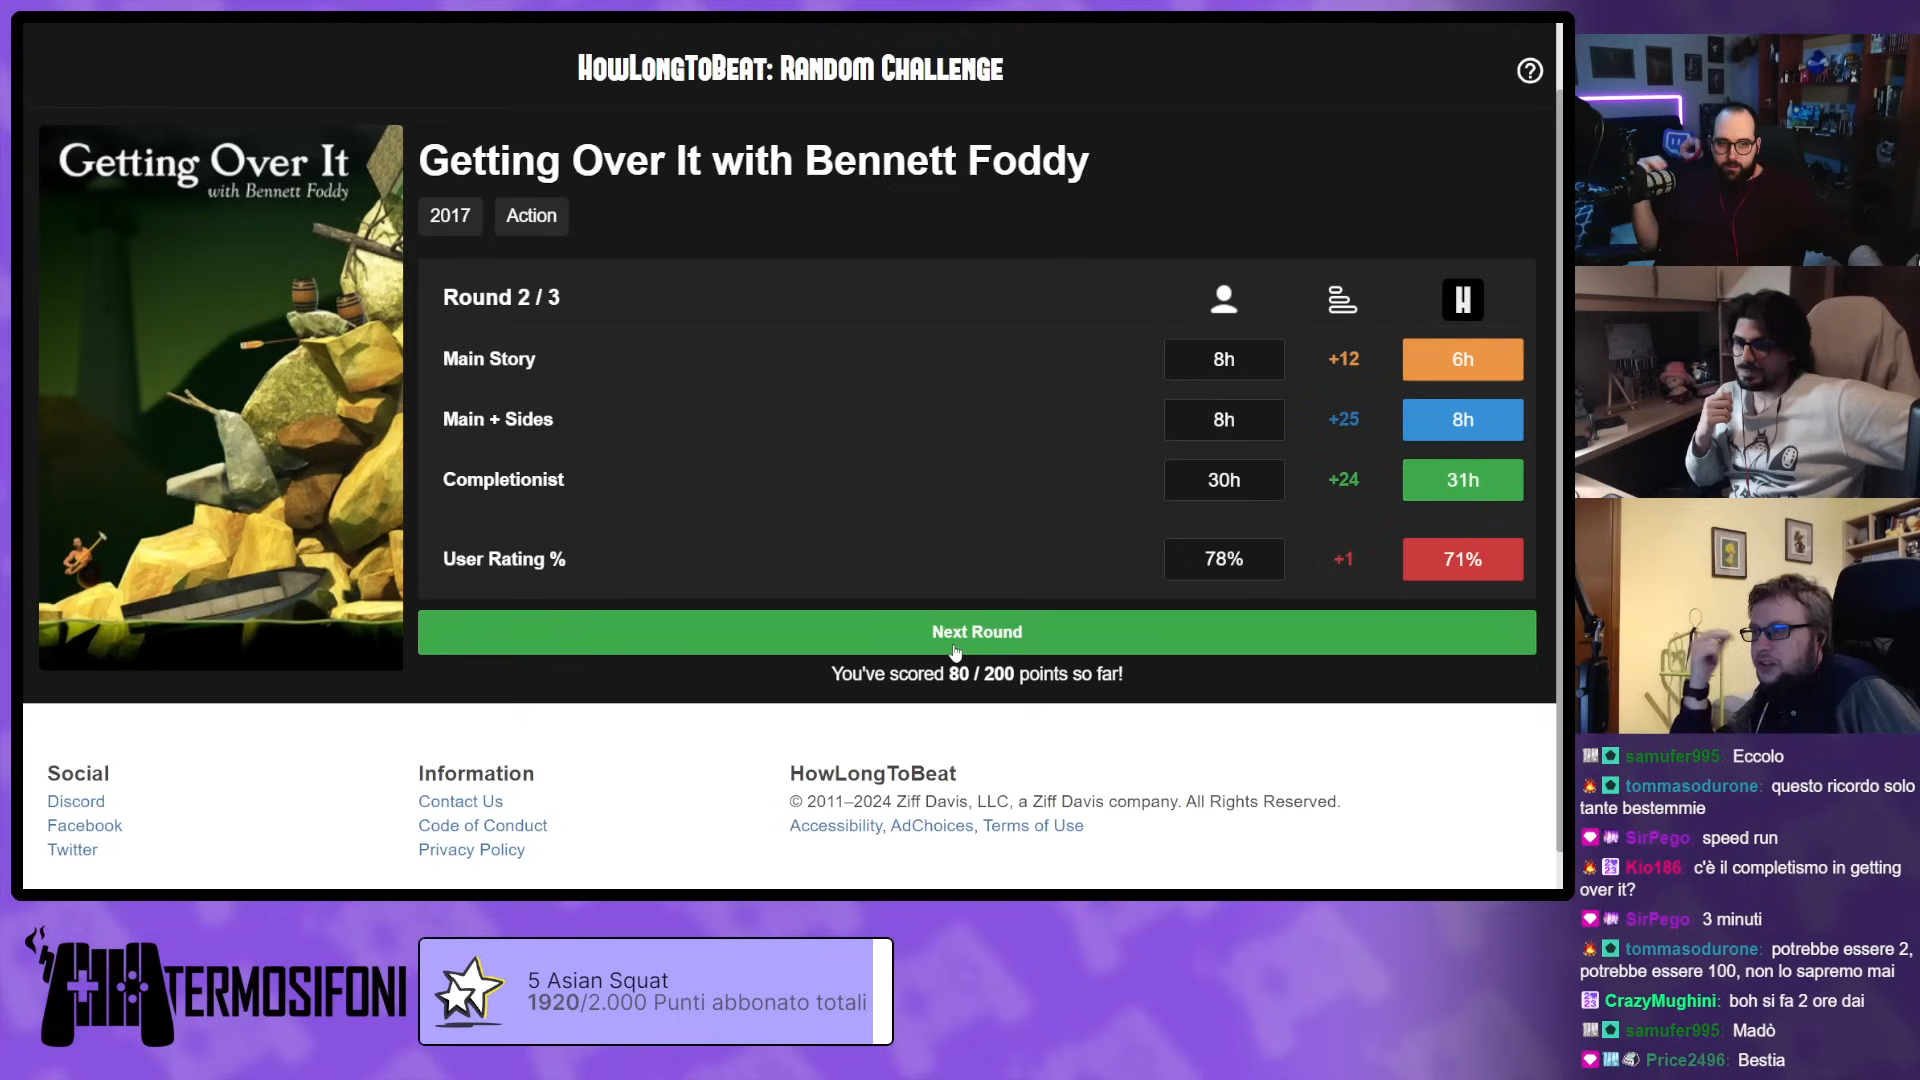 HowLongToBeat: Random Challenge
Getting Over It
with Bennett Foddy
Getting Over It with Bennett Foddy
2017
Action
Round 2 / 3
Main Story
8h
+12
6h
Main + Sides
8h
+25
8h
Completionist
30h
+24
31h
User Rating %
78%
+1
71%
Next Round
You've scored 80 / 200 points so far!
Social
Discord
Facebook
Twitter
Information
Contact Us
Code of Conduct
Privacy Policy
HowLongToBeat
© 2011–2024 Ziff Davis, LLC, a Ziff Davis company. All Rights Reserved.
Accessibility, AdChoices, Terms of Use
samufer995: Eccolo
tommasodurone: questo ricordo solo
tante bestemmie
SirPego: speed run
Kio186: c'è il completismo in getting
over it?
SirPego: 3 minuti
tommasodurone: potrebbe essere 2,
potrebbe essere 100, non lo sapremo mai
CrazyMughini: boh si fa 2 ore dai
samufer995: Madò
Price2496: Bestia
TERMOSIFONI
5 Asian Squat
1920/2.000 Punti abbonato totali